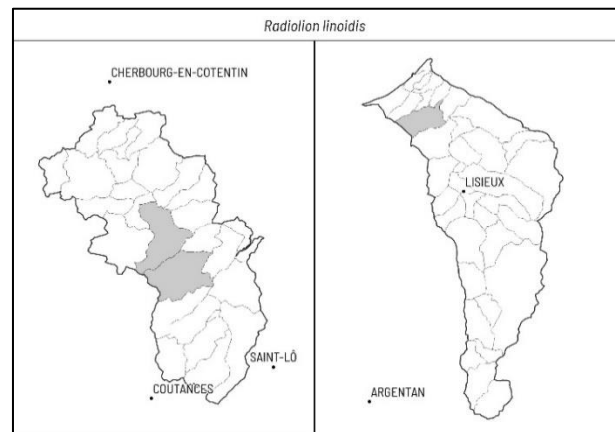 Radiolion linoidis
CHERBOURG-EN-COTENTIN
SAINT-LÔ
COUTANCES
LISIEUX
ARGENTAN